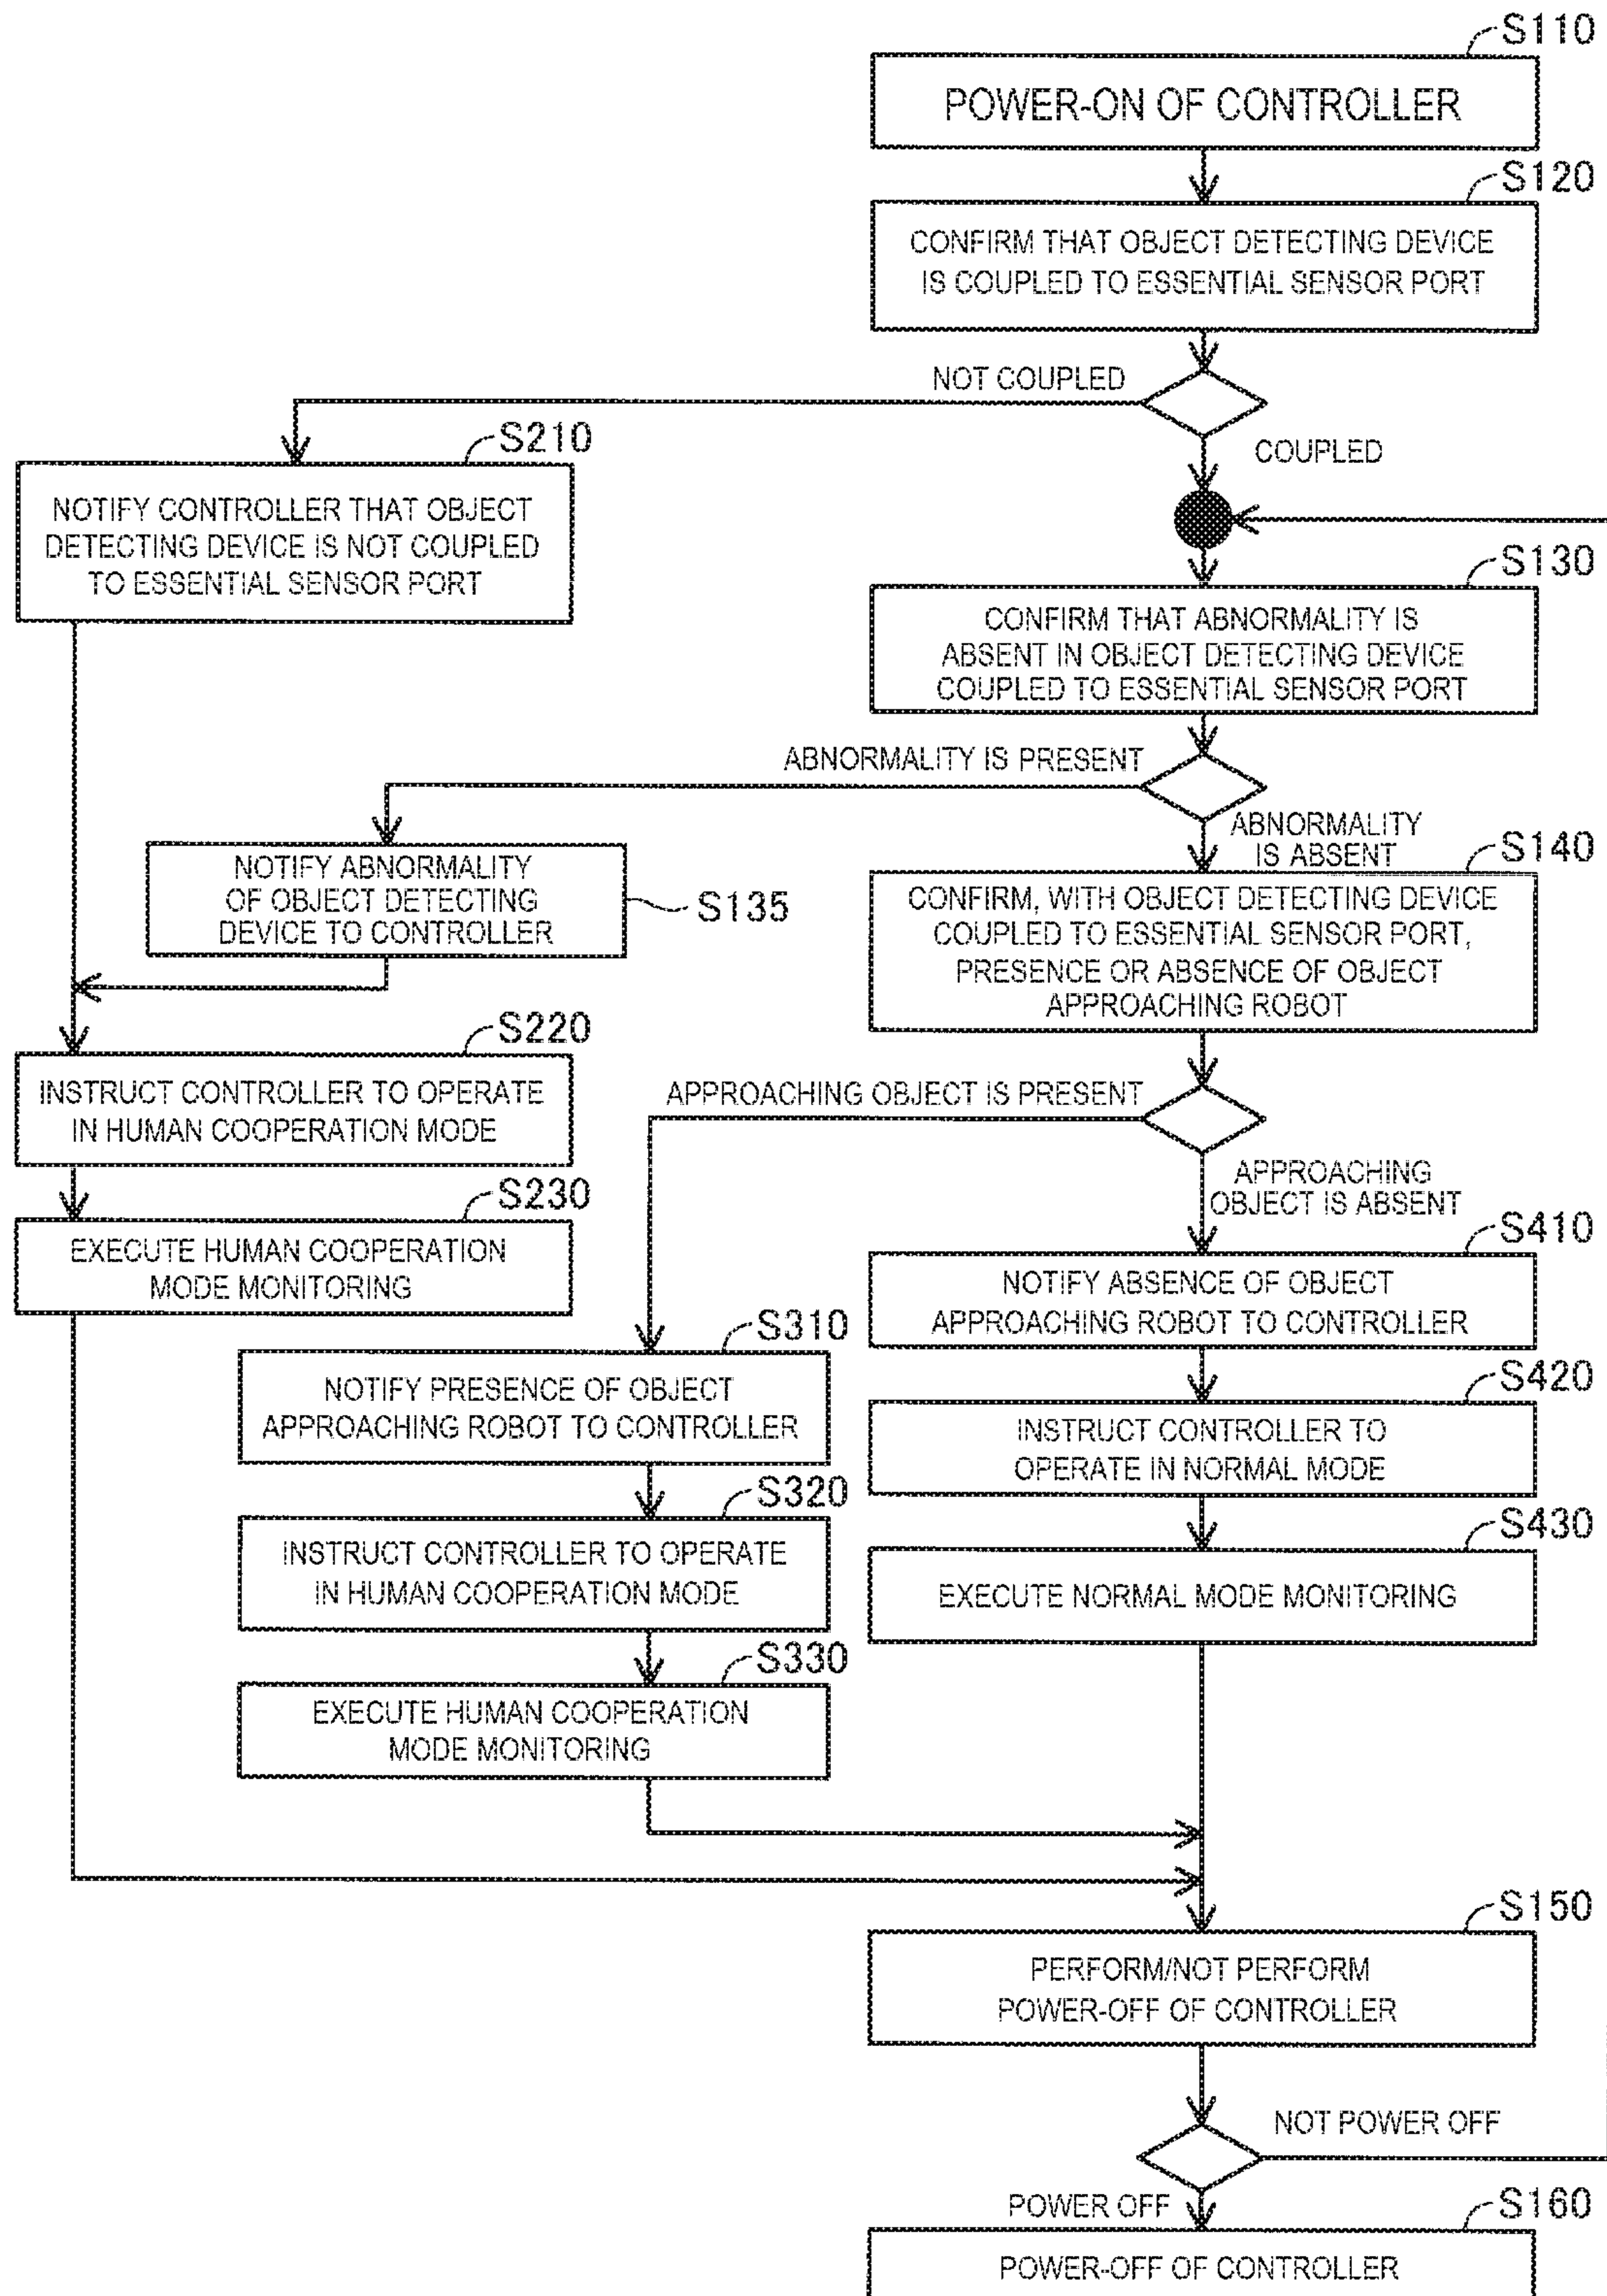 S110
POWER-ON OF CONTROLLER
S120
CONFIRM THAT OBJECT DETECTING DEVICE
IS COUPLED TO ESSENTIAL SENSOR PORT
NOT COUPLED
COUPLED
S210
NOTIFY CONTROLLER THAT OBJECT
DETECTING DEVICE IS NOT COUPLED
TO ESSENTIAL SENSOR PORT
S130
CONFIRM THAT ABNORMALITY IS
ABSENT IN OBJECT DETECTING DEVICE
COUPLED TO ESSENTIAL SENSOR PORT
ABNORMALITY IS PRESENT
ABNORMALITY
IS ABSENT
NOTIFY ABNORMALITY
OF OBJECT DETECTING
DEVICE TO CONTROLLER
S135
S140
CONFIRM, WITH OBJECT DETECTING DEVICE
COUPLED TO ESSENTIAL SENSOR PORT,
PRESENCE OR ABSENCE OF OBJECT
APPROACHING ROBOT
S220
INSTRUCT CONTROLLER TO OPERATE
IN HUMAN COOPERATION MODE
APPROACHING OBJECT IS PRESENT
APPROACHING
OBJECT IS ABSENT
S230
EXECUTE HUMAN COOPERATION
MODE MONITORING
S410
NOTIFY ABSENCE OF OBJECT
APPROACHING ROBOT TO CONTROLLER
S310
NOTIFY PRESENCE OF OBJECT
APPROACHING ROBOT TO CONTROLLER
S420
INSTRUCT CONTROLLER TO
OPERATE IN NORMAL MODE
S320
INSTRUCT CONTROLLER TO OPERATE
IN HUMAN COOPERATION MODE
S430
EXECUTE NORMAL MODE MONITORING
S330
EXECUTE HUMAN COOPERATION
MODE MONITORING
S150
PERFORM/NOT PERFORM
POWER-OFF OF CONTROLLER
NOT POWER OFF
POWER OFF
S160
POWER-OFF OF CONTROLLER